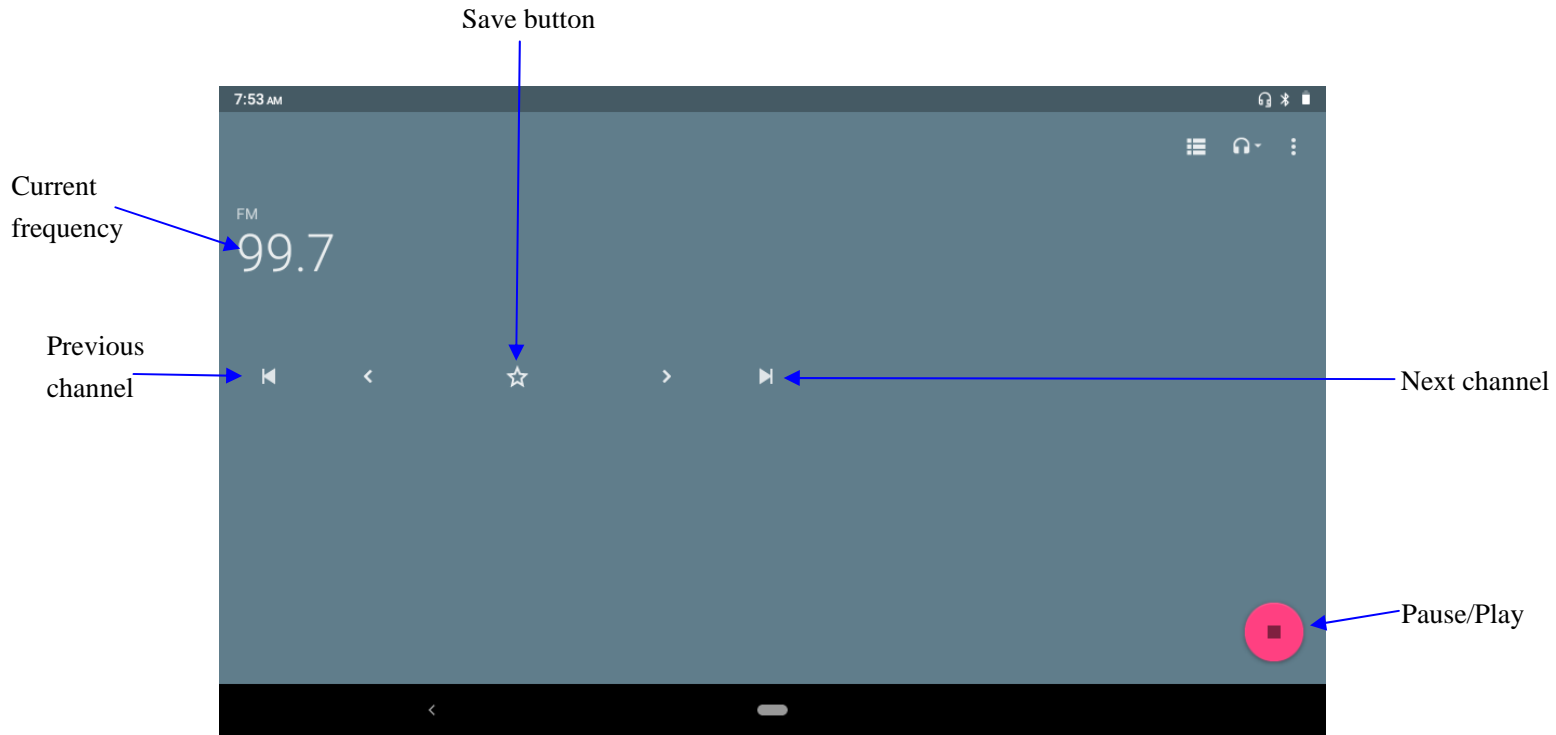 Save button
7:53 AM
Current
frequency
FM
99.7
Previous
channel
Next channel
Pause/Play